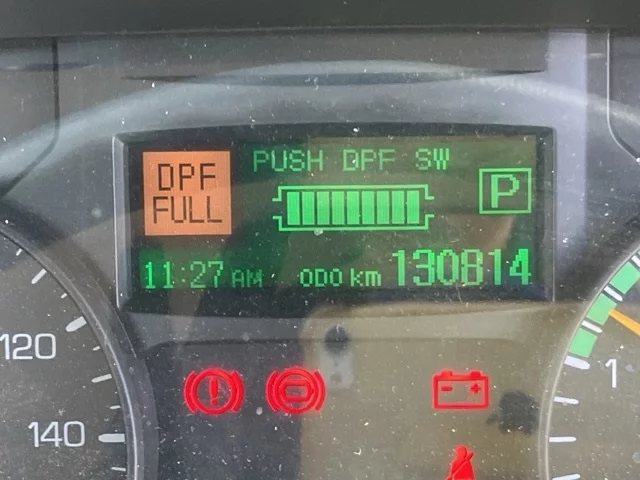 DPF
FULL
PUSH DPF SW
P
11:27 AM
ODO km 130814
120
140
1